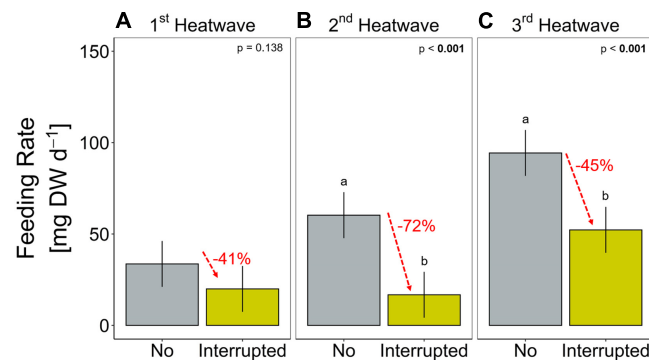 A 1st Heatwave
B 2nd Heatwave
C 3rd Heatwave
p = 0.138
p < 0.001
p < 0.001
Feeding Rate
[mg DW d⁻¹]
150
100
50
0
-41%
a
-72%
b
a
-45%
b
No Interrupted
No Interrupted
No Interrupted